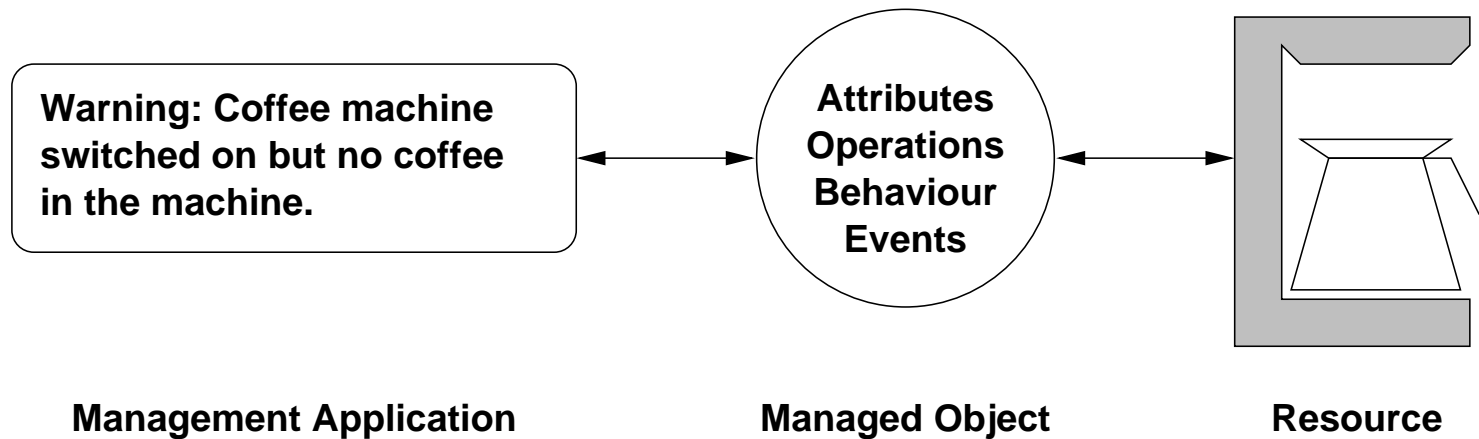 Warning: Coffee machine
switched on but no coffee
in the machine.
Attributes
Operations
Behaviour
Events
Management Application
Managed Object
Resource